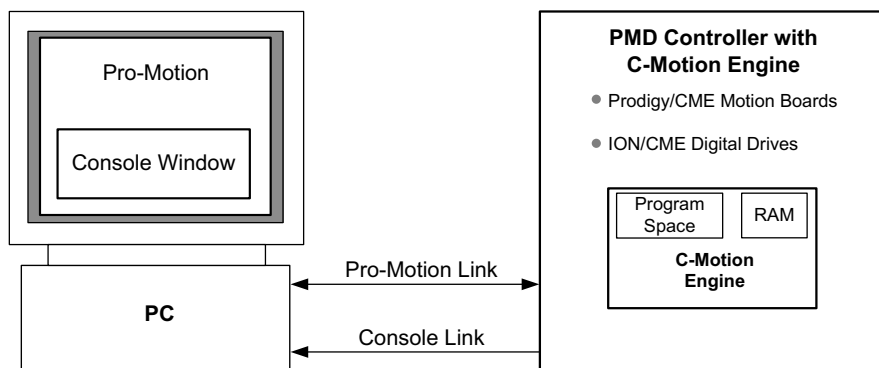 Pro-Motion
Console Window
PC
Pro-Motion Link
Console Link
PMD Controller with
C-Motion Engine
Prodigy/CME Motion Boards
ION/CME Digital Drives
Program
Space
RAM
C-Motion
Engine